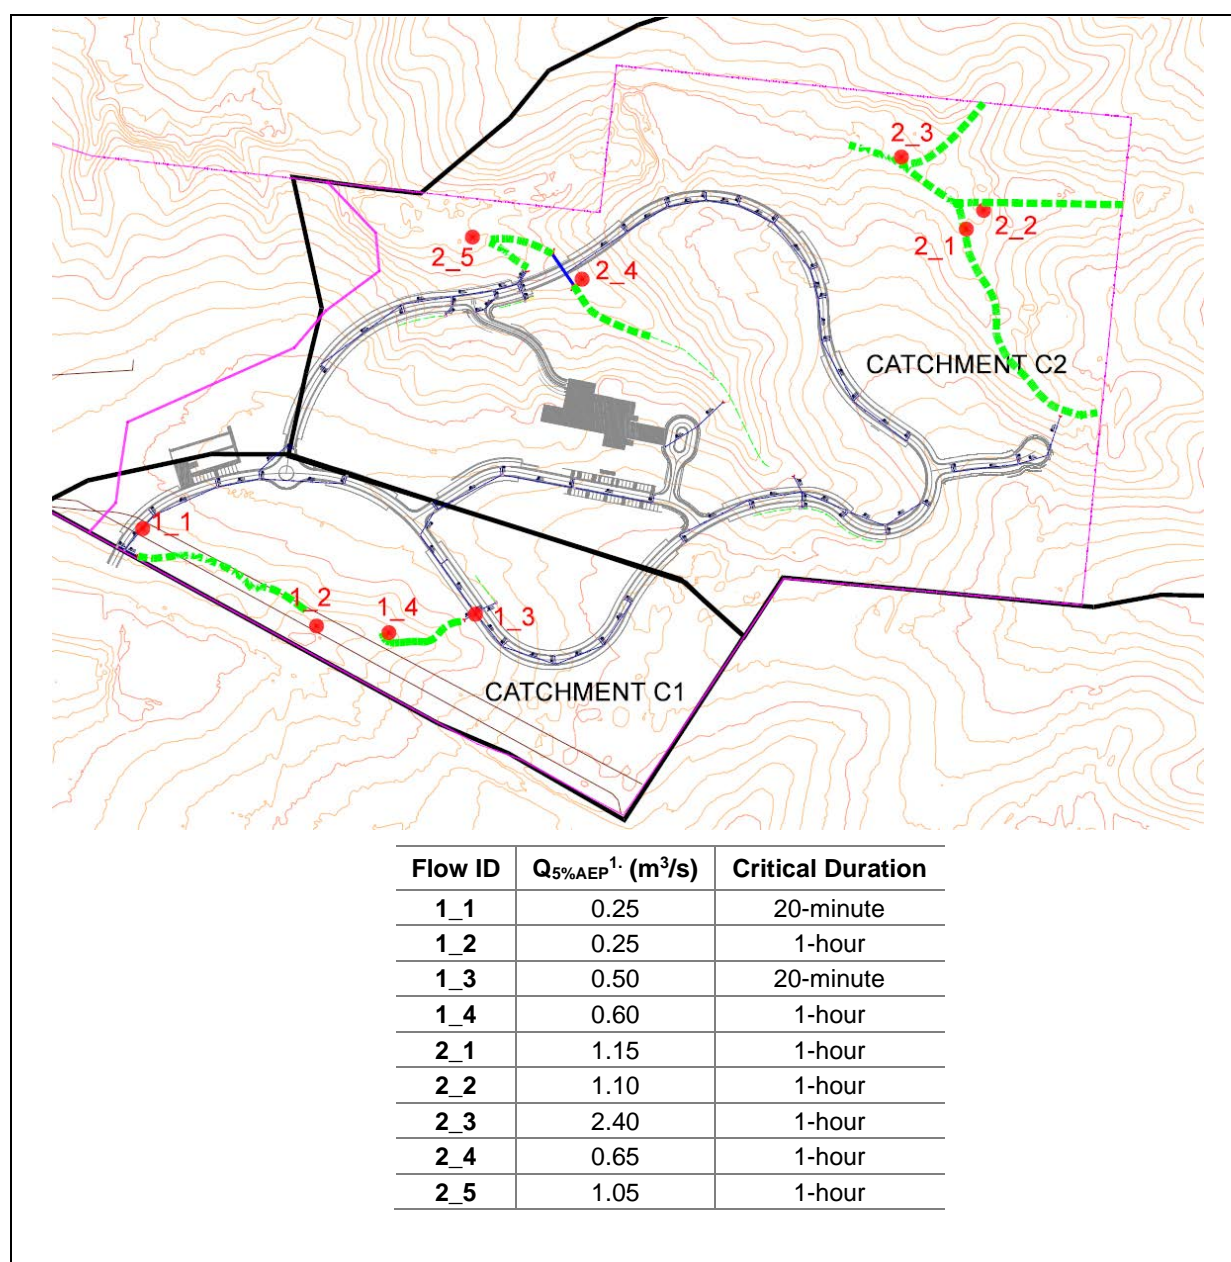 2_3
2_2
2_1
2_5
2_4
CATCHMENT C2
1_1
1_2
1_4
1_3
CATCHMENT C1
Flow ID Q5%AEP1. (m3/s) Critical Duration
1_1 0.25 20-minute
1_2 0.25 1-hour
1_3 0.50 20-minute
1_4 0.60 1-hour
2_1 1.15 1-hour
2_2 1.10 1-hour
2_3 2.40 1-hour
2_4 0.65 1-hour
2_5 1.05 1-hour